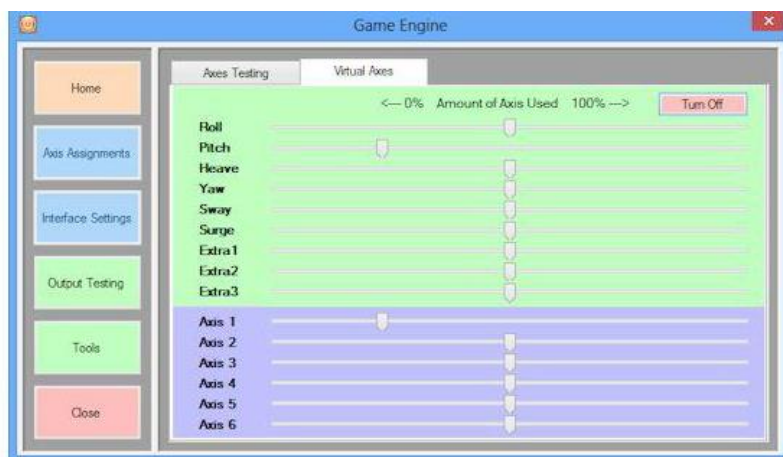 Game Engine
Home
Axis Assignments
Interface Settings
Output Testing
Tools
Close
Axes Testing
Virtual Axes
<--- 0% Amount of Axis Used 100% --->
Turn Off
Roll
Pitch
Heave
Yaw
Sway
Surge
Extra1
Extra2
Extra3
Axis 1
Axis 2
Axis 3
Axis 4
Axis 5
Axis 6